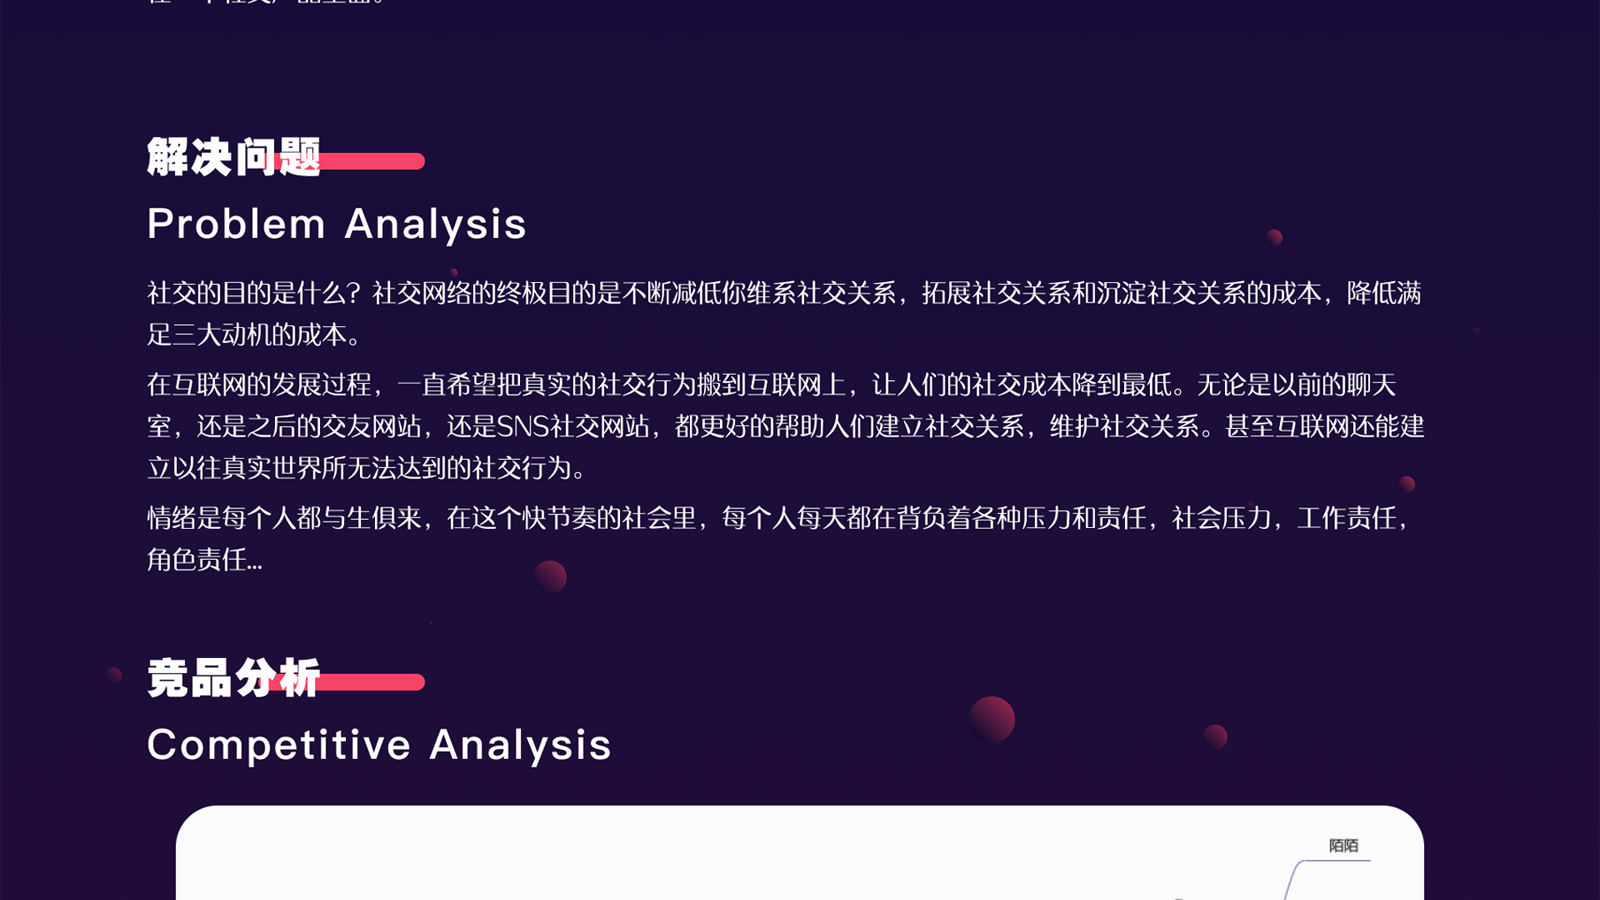 解决问题
Problem Analysis
社交的目的是什么？社交网络的终极目的是不断减低你维系社交关系，拓展社交关系和沉淀社交关系的成本，降低满
足三大动机的成本。
在互联网的发展过程，一直希望把真实的社交行为搬到互联网上，让人们的社交成本降到最低。无论是以前的聊天
室，还是之后的交友网站，还是SNS社交网站，都更好的帮助人们建立社交关系，维护社交关系。甚至互联网还能建
立以往真实世界所无法达到的社交行为。
情绪是每个人都与生俱来，在这个快节奏的社会里，每个人每天都在背负着各种压力和责任，社会压力，工作责任，
角色责任...
竞品分析
Competitive Analysis
陌陌